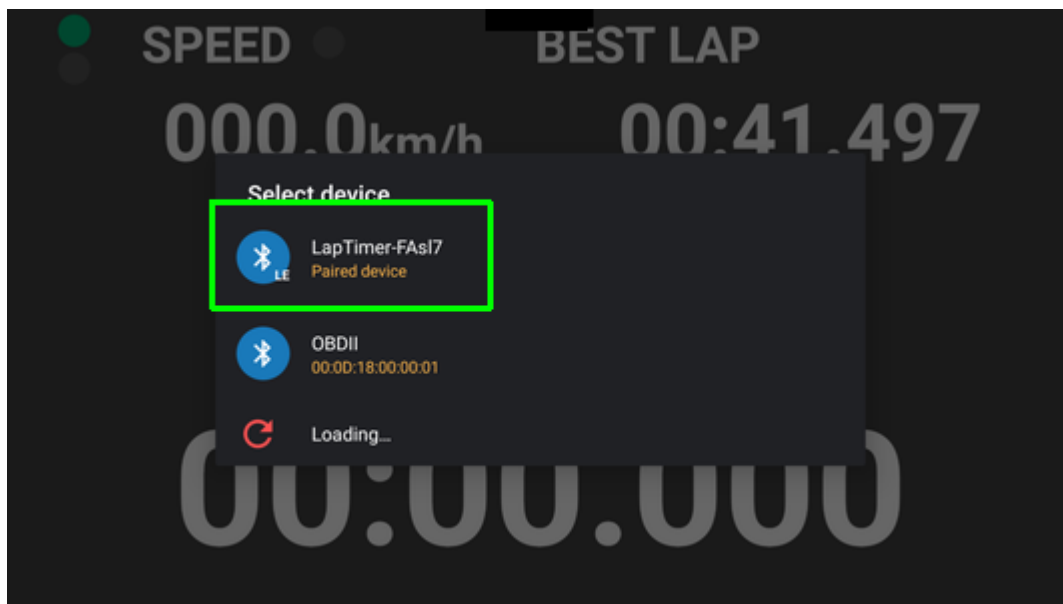 SPEED
BEST LAP
000.0km/h
00:41.497
Select device
LapTimer-FAsl7
LE
Paired device
OBDII
00:0D:18:00:00:01
Loading...
00:00.000